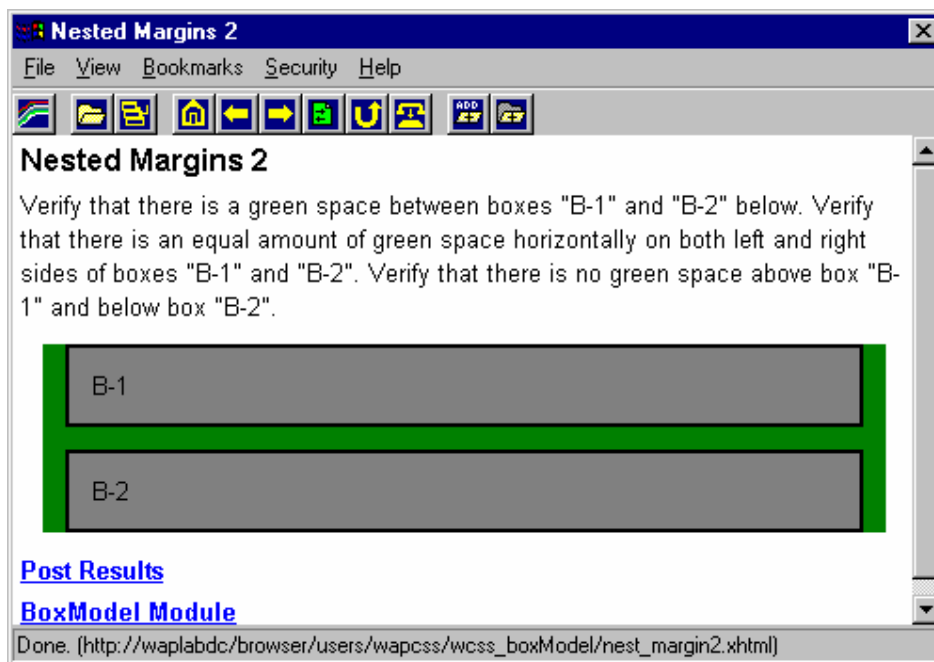 Nested Margins 2
File View Bookmarks Security Help
ADD
Nested Margins 2
Verify that there is a green space between boxes "B-1" and "B-2" below. Verify
that there is an equal amount of green space horizontally on both left and right
sides of boxes "B-1" and "B-2". Verify that there is no green space above box "B-
1" and below box "B-2".
B-1
B-2
Post Results
BoxModel Module
Done. (http://waplabdc/browser/users/wapcss/wcss_boxModel/nest_margin2.xhtml)